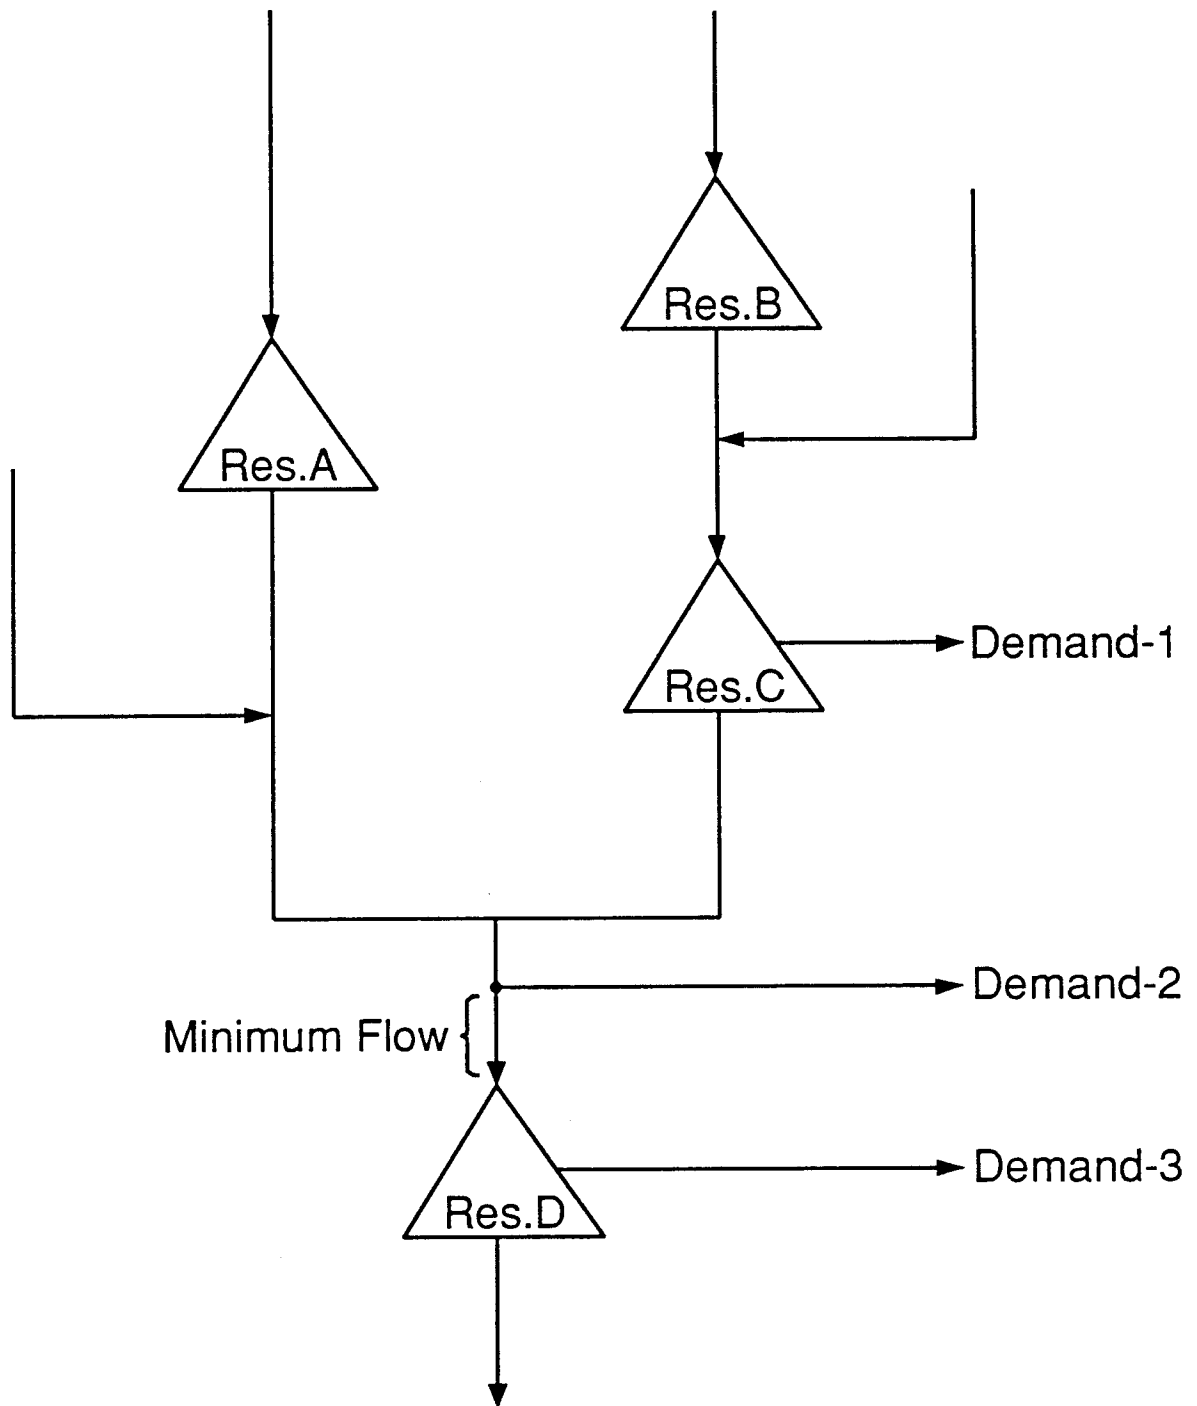 Res.B
Res.A
Demand-1
Res.C
Demand-2
Minimum Flow
Demand-3
Res.D